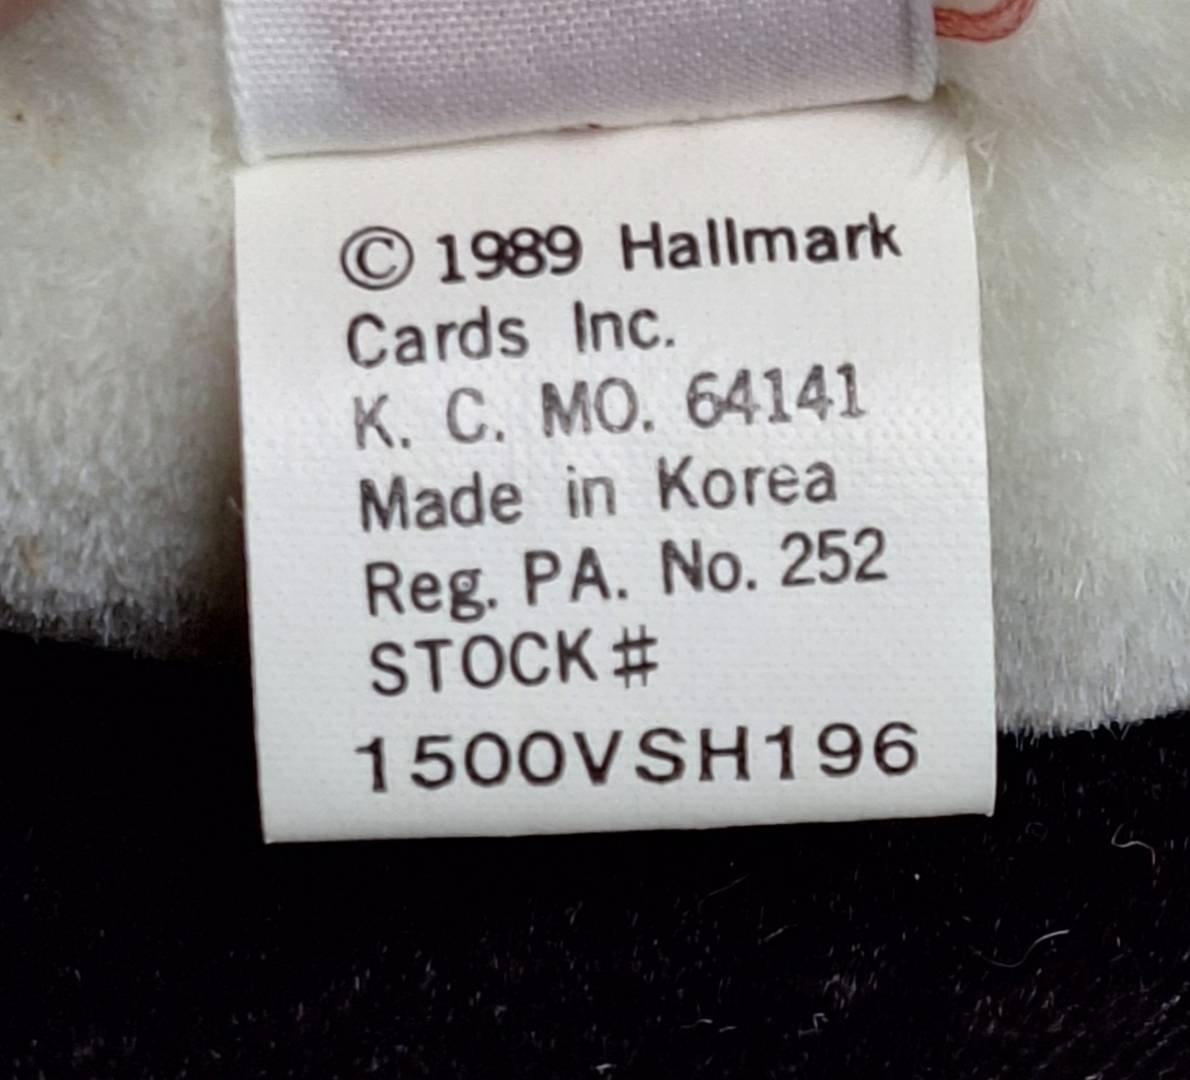 © 1989 Hallmark
Cards Inc.
K. C. MO. 64141
Made in Korea
Reg. PA. No. 252
STOCK#
1500VSH196